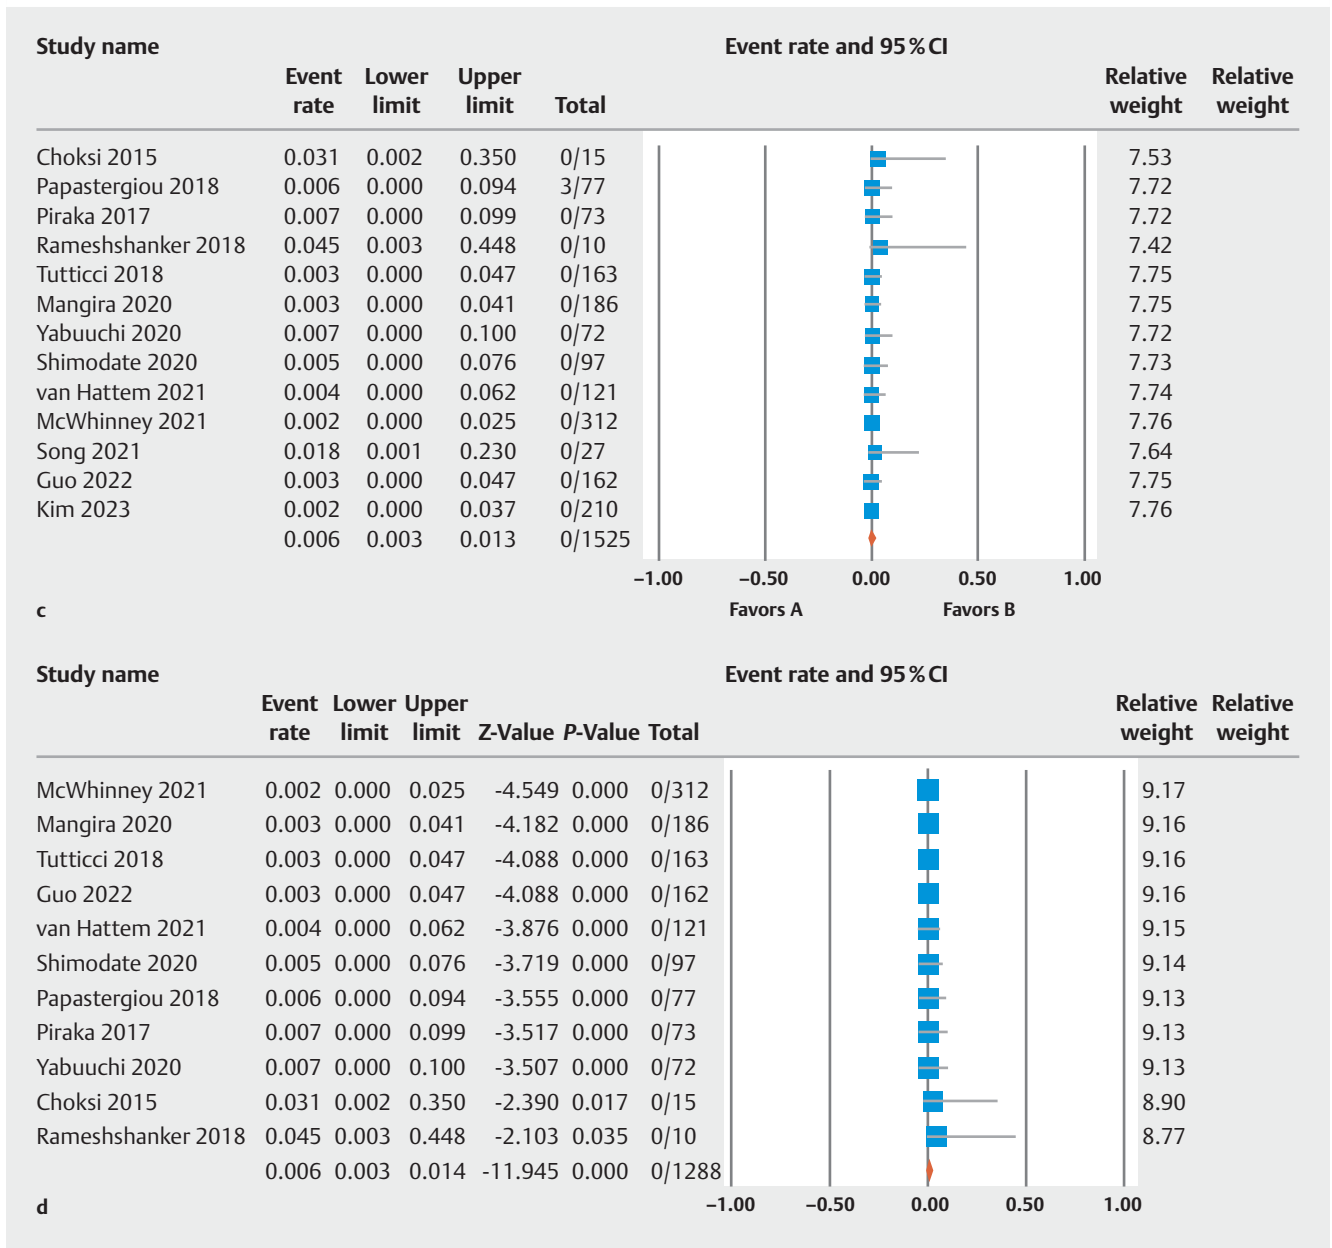 Study name Event rate and 95 % CI
Event Lower Upper Relative Relative
rate limit limit Total weight weight
Choksi 2015 0.031 0.002 0.350 0/15 7.53
Papastergiou 2018 0.006 0.000 0.094 3/77 7.72
Piraka 2017 0.007 0.000 0.099 0/73 7.72
Rameshshanker 2018 0.045 0.003 0.448 0/10 7.42
Tutticci 2018 0.003 0.000 0.047 0/163 7.75
Mangira 2020 0.003 0.000 0.041 0/186 7.75
Yabuuchi 2020 0.007 0.000 0.100 0/72 7.72
Shimodate 2020 0.005 0.000 0.076 0/97 7.73
van Hattem 2021 0.004 0.000 0.062 0/121 7.74
McWhinney 2021 0.002 0.000 0.025 0/312 7.76
Song 2021 0.018 0.001 0.230 0/27 7.64
Guo 2022 0.003 0.000 0.047 0/162 7.75
Kim 2023 0.002 0.000 0.037 0/210 7.76
0.006 0.003 0.013 0/1525
−1.00 −0.50 0.00 0.50 1.00
c Favors A Favors B
Study name Event rate and 95 % CI
Event Lower Upper Relative Relative
rate limit limit Z-Value P-Value Total weight weight
McWhinney 2021 0.002 0.000 0.025 -4.549 0.000 0/312 9.17
Mangira 2020 0.003 0.000 0.041 -4.182 0.000 0/186 9.16
Tutticci 2018 0.003 0.000 0.047 -4.088 0.000 0/163 9.16
Guo 2022 0.003 0.000 0.047 -4.088 0.000 0/162 9.16
van Hattem 2021 0.004 0.000 0.062 -3.876 0.000 0/121 9.15
Shimodate 2020 0.005 0.000 0.076 -3.719 0.000 0/97 9.14
Papastergiou 2018 0.006 0.000 0.094 -3.555 0.000 0/77 9.13
Piraka 2017 0.007 0.000 0.099 -3.517 0.000 0/73 9.13
Yabuuchi 2020 0.007 0.000 0.100 -3.507 0.000 0/72 9.13
Choksi 2015 0.031 0.002 0.350 -2.390 0.017 0/15 8.90
Rameshshanker 2018 0.045 0.003 0.448 -2.103 0.035 0/10 8.77
0.006 0.003 0.014 -11.945 0.000 0/1288
d −1.00 −0.50 0.00 0.50 1.00